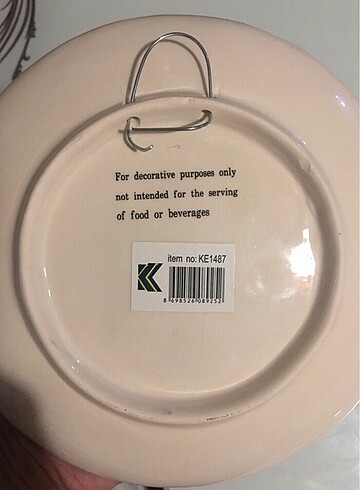 For decorative purposes only
not intended for the serving
of food or beverages
item no: KE1487
8 698526 089252